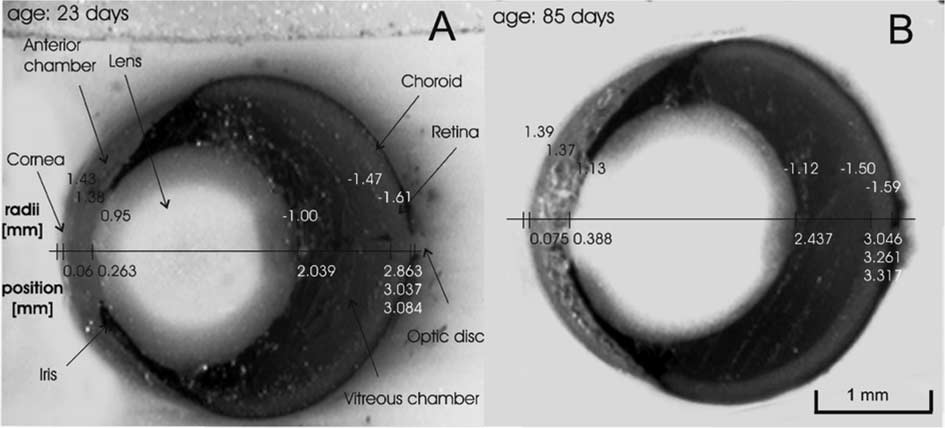 age: 23 days
A
Anterior
chamber
Lens
Choroid
Retina
Cornea
1.43
1.38
0.95
-1.00
-1.47
-1.61
radii
[mm]
0.06 0.263
2.039
2.863
3.037
3.084
position
[mm]
Optic disc
Iris
Vitreous chamber
age: 85 days
B
1.39
1.37
1.13
-1.12
-1.50
-1.59
0.075 0.388
2.437
3.046
3.261
3.317
1 mm